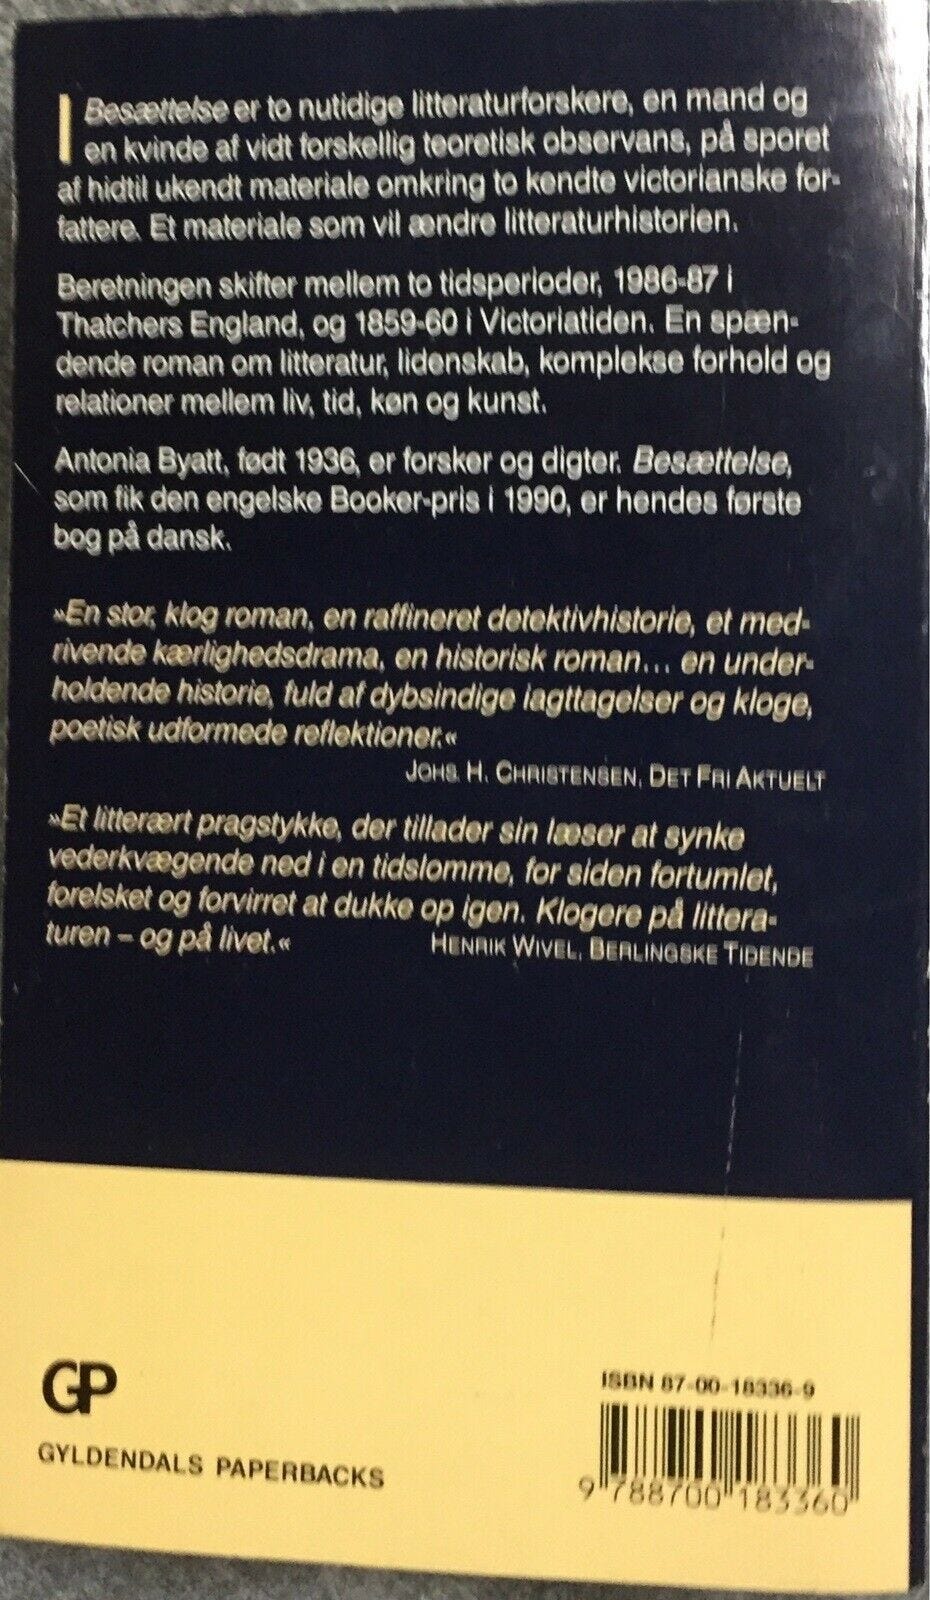 I Besættelse er to nutidige litteraturforskere, en mand og
en kvinde af vidt forskellig teoretisk observans, på sporet
af hidtil ukendt materiale omkring to kendte victorianske for-
fattere. Et materiale som vil ændre litteraturhistorien.
Beretningen skifter mellem to tidsperioder, 1986-87 i
Thatchers England, og 1859-60 i Victoriatiden. En spæn-
dende roman om litteratur, lidenskab, komplekse forhold og
relationer mellem liv, tid, køn og kunst.
Antonia Byatt, født 1936, er forsker og digter. Besættelse,
som fik den engelske Booker-pris i 1990, er hendes første
bog på dansk.
»En stor, klog roman, en raffineret detektivhistorie, et med-
rivende kærlighedsdrama, en historisk roman... en under-
holdende historie, fuld af dybsindige iagttagelser og kloge,
poetisk udformede reflektioner.«
JOHS. H. CHRISTENSEN, DET FRI AKTUELT
»Et litterært pragstykke, der tillader sin læser at synke
vederkvægende ned i en tidslomme, for siden fortumlet,
forelsket og forvirret at dukke op igen. Klogere på littera-
turen – og på livet.« HENRIK WIVEL, BERLINGSKE TIDENDE
GP
GYLDENDALS PAPERBACKS
ISBN 87-00-18336-9
9 788700 183360